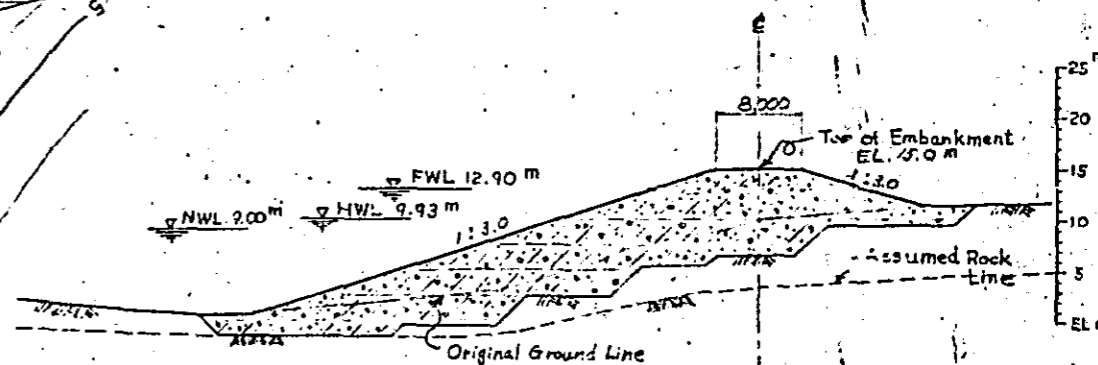 ℄
25 m
8,000
20
Top of Embankment
EL. 15.0 m
15
1:3.0
FWL 12.90 m
NWL 9.00 m
HWL 9.93 m
1:3.0
10
Assumed Rock
Line
5
EL
Original Ground Line